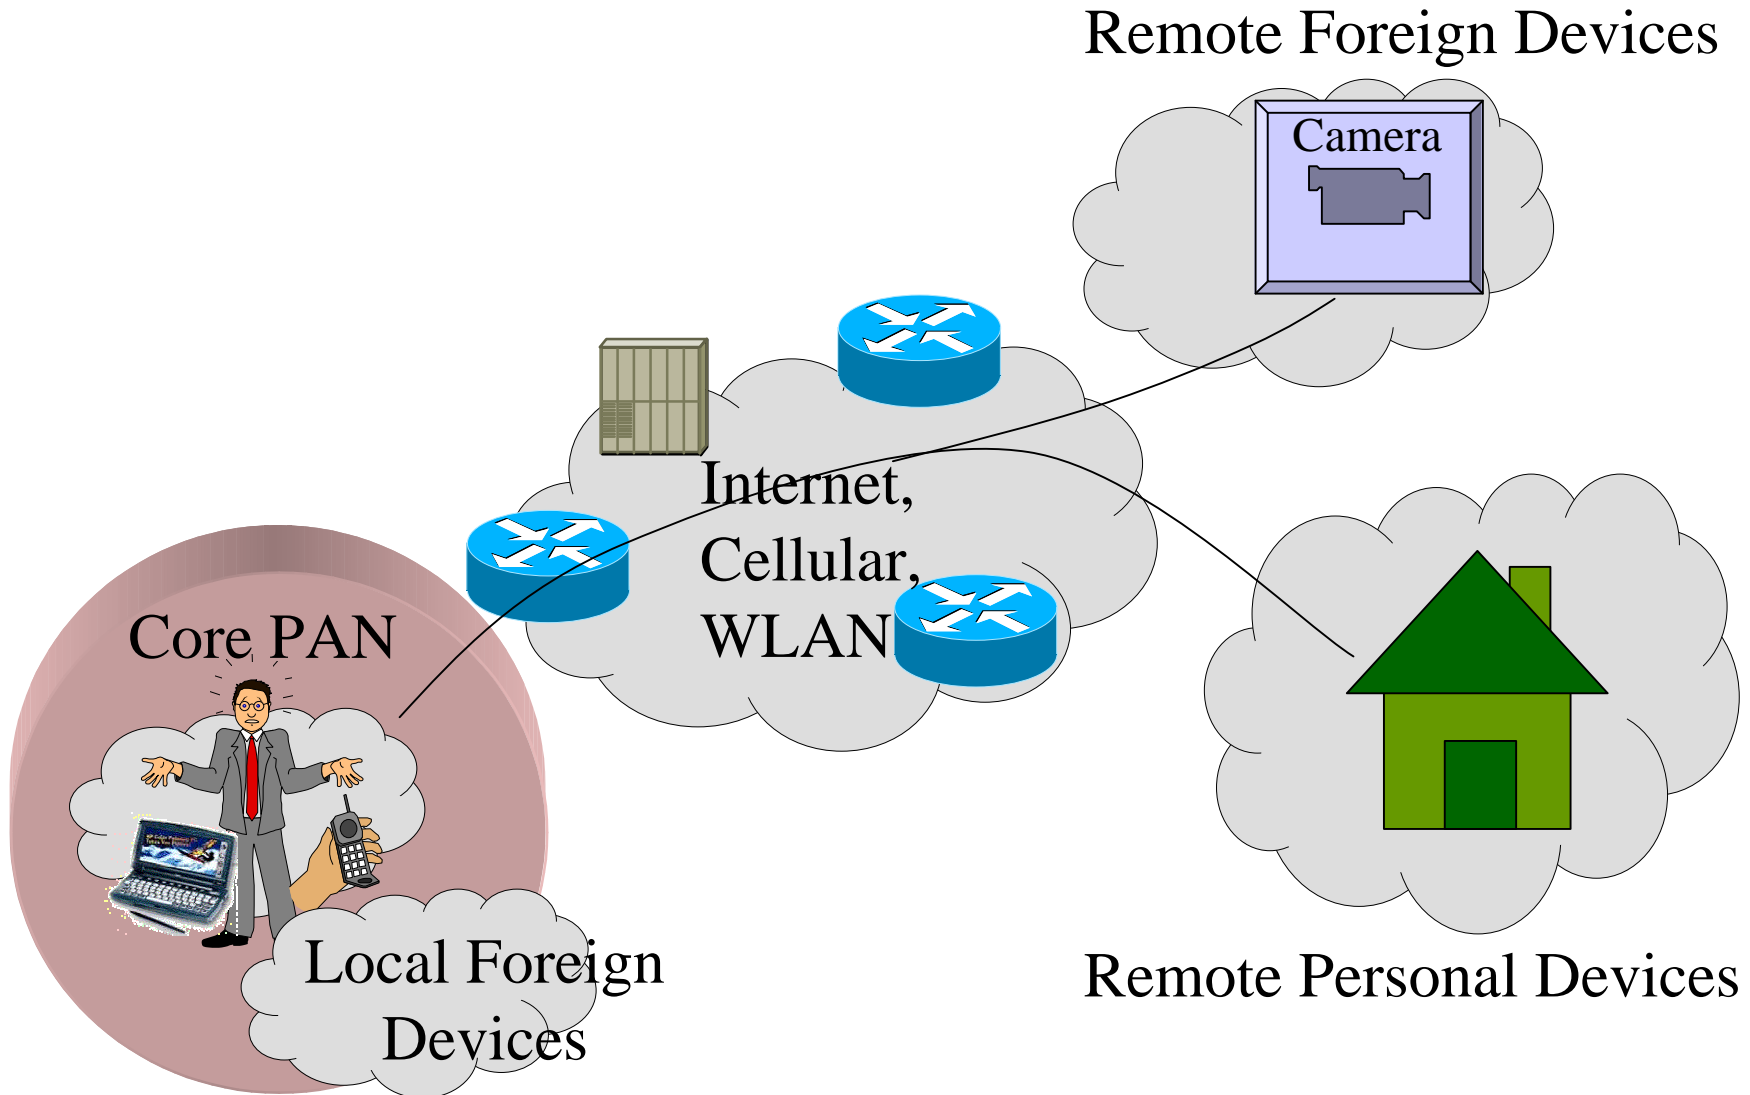 Remote Foreign Devices
Camera
Internet,
Cellular,
WLAN
Core PAN
Local Foreign
Devices
Remote Personal Devices